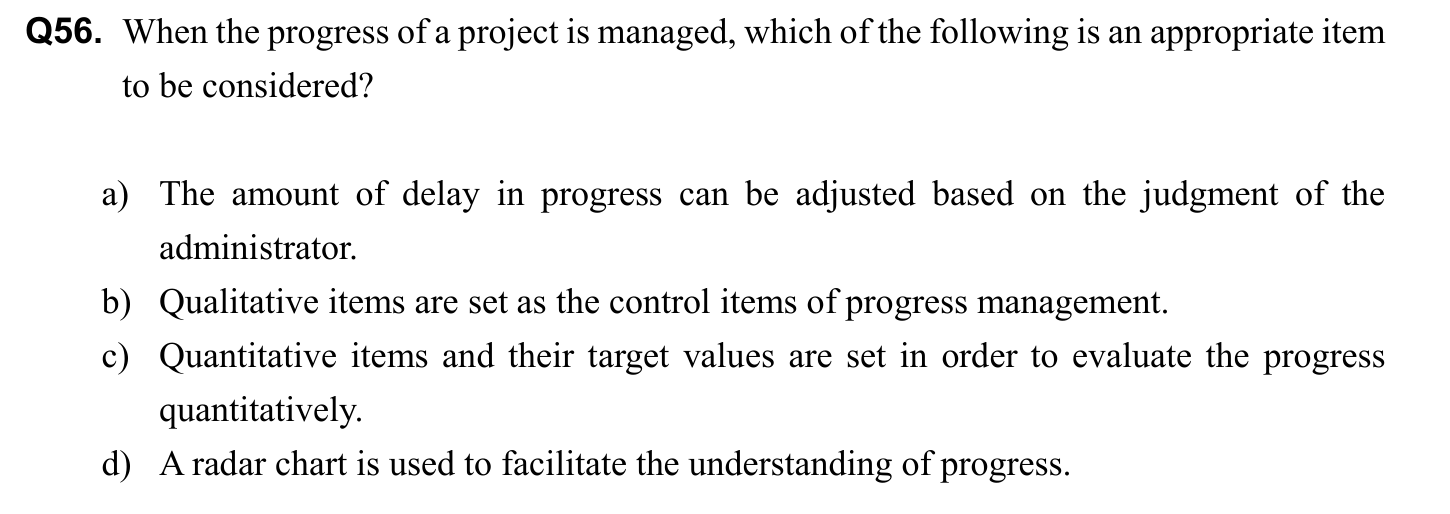 Q56. When the progress of a project is managed, which of the following is an appropriate item
to be considered?
a) The amount of delay in progress can be adjusted based on the judgment of the
administrator.
b) Qualitative items are set as the control items of progress management.
c) Quantitative items and their target values are set in order to evaluate the progress
quantitatively.
d) A radar chart is used to facilitate the understanding of progress.